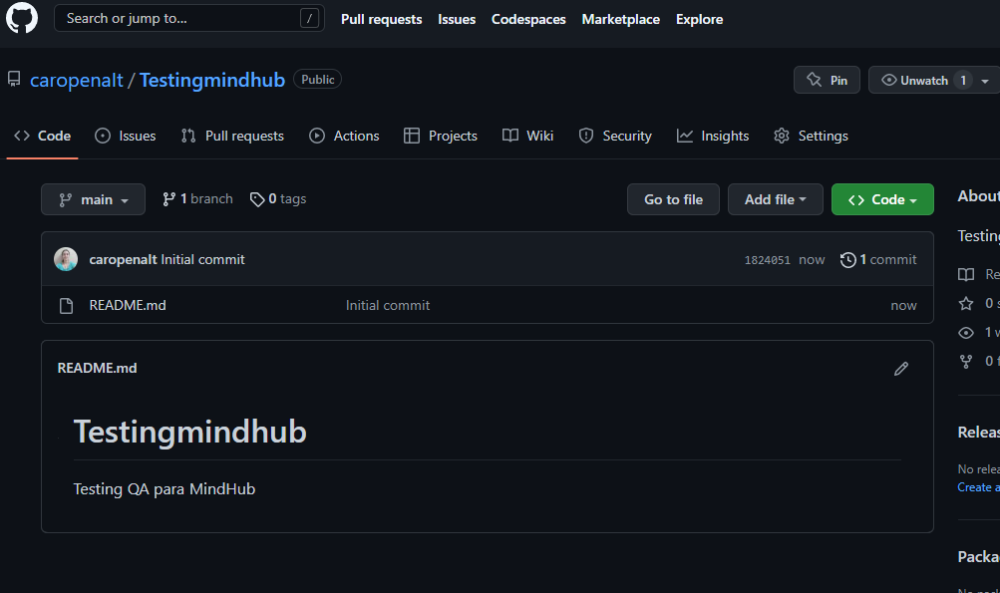 Search or jump to... /
Pull requests Issues Codespaces Marketplace Explore
caropenalt / Testingmindhub Public
Pin Unwatch 1
Code Issues Pull requests Actions Projects Wiki Security Insights Settings
main 1 branch 0 tags
Go to file Add file Code
caropenalt Initial commit 1824051 now 1 commit
README.md Initial commit now
README.md
Testingmindhub
Testing QA para MindHub
About
Testing
Re
0 s
1 w
0 f
Releas
No relea
Create a
Packa